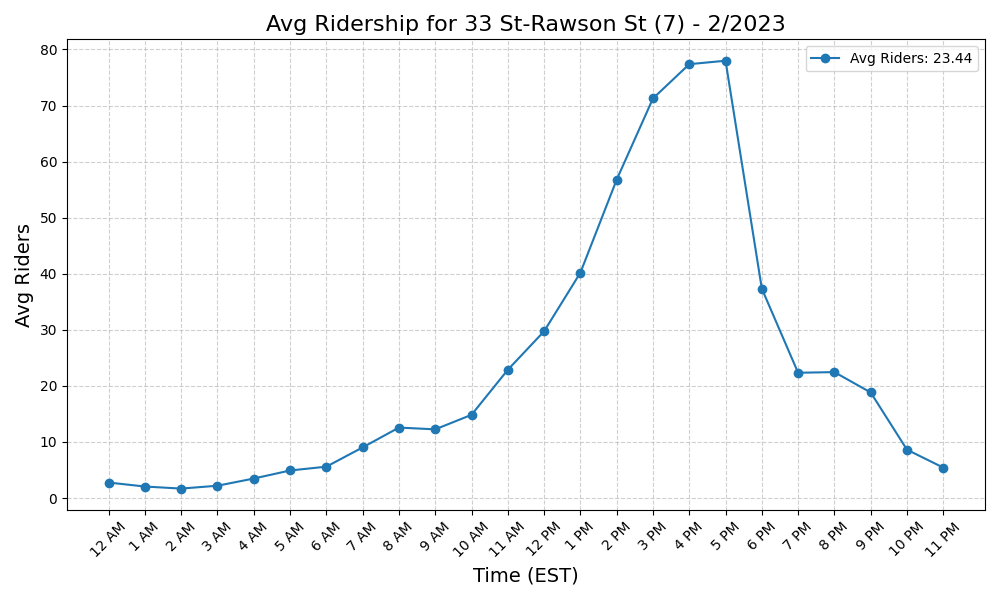 Avg Ridership for 33 St-Rawson St (7) - 2/2023
Avg Riders: 23.44
80
70
60
50
40
30
20
10
0
Avg Riders
12 AM 1 AM 2 AM 3 AM 4 AM 5 AM 6 AM 7 AM 8 AM 9 AM 10 AM 11 AM 12 PM 1 PM 2 PM 3 PM 4 PM 5 PM 6 PM 7 PM 8 PM 9 PM 10 PM 11 PM
Time (EST)